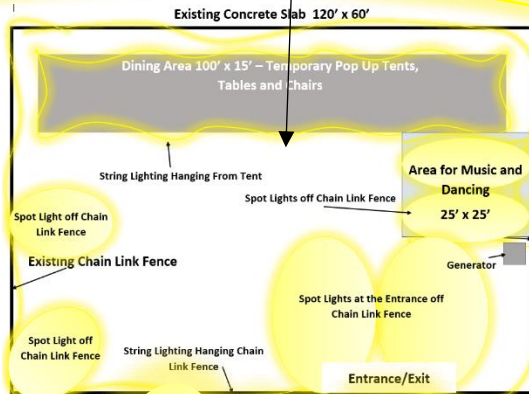 Existing Concrete Slab  120' x 60'
Dining Area 100' x 15' – Temporary Pop Up Tents,
Tables and Chairs
String Lighting Hanging From Tent
Area for Music and
Dancing
25' x 25'
Spot Lights off Chain Link Fence
Spot Light off Chain
Link Fence
Existing Chain Link Fence
Generator
Spot Lights at the Entrance off
Chain Link Fence
Spot Light off
Chain Link Fence
String Lighting Hanging Chain
Link Fence
Entrance/Exit